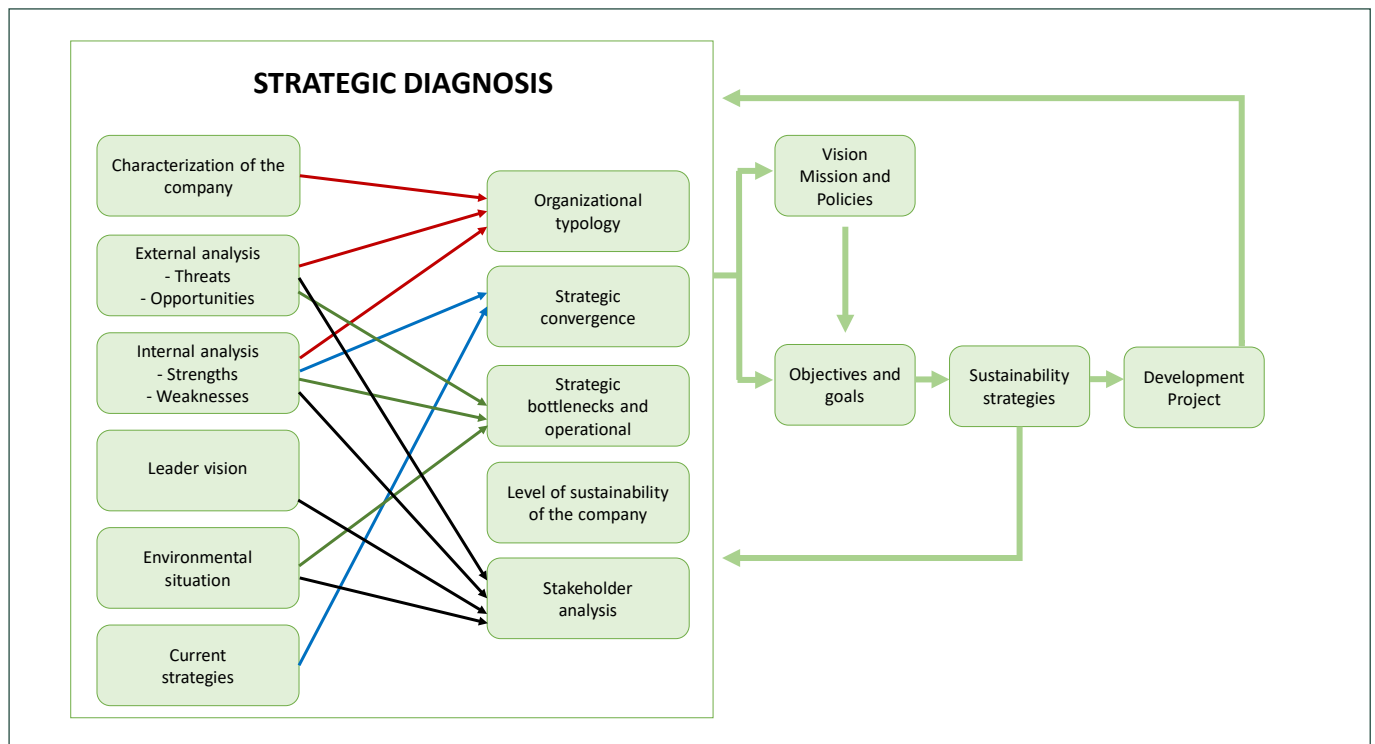 STRATEGIC DIAGNOSIS
Characterization of the
company
External analysis
- Threats
- Opportunities
Internal analysis
- Strengths
- Weaknesses
Leader vision
Environmental
situation
Current
strategies
Organizational
typology
Strategic
convergence
Strategic
bottlenecks and
operational
Level of sustainability
of the company
Stakeholder
analysis
Vision
Mission and
Policies
Objectives and
goals
Sustainability
strategies
Development
Project